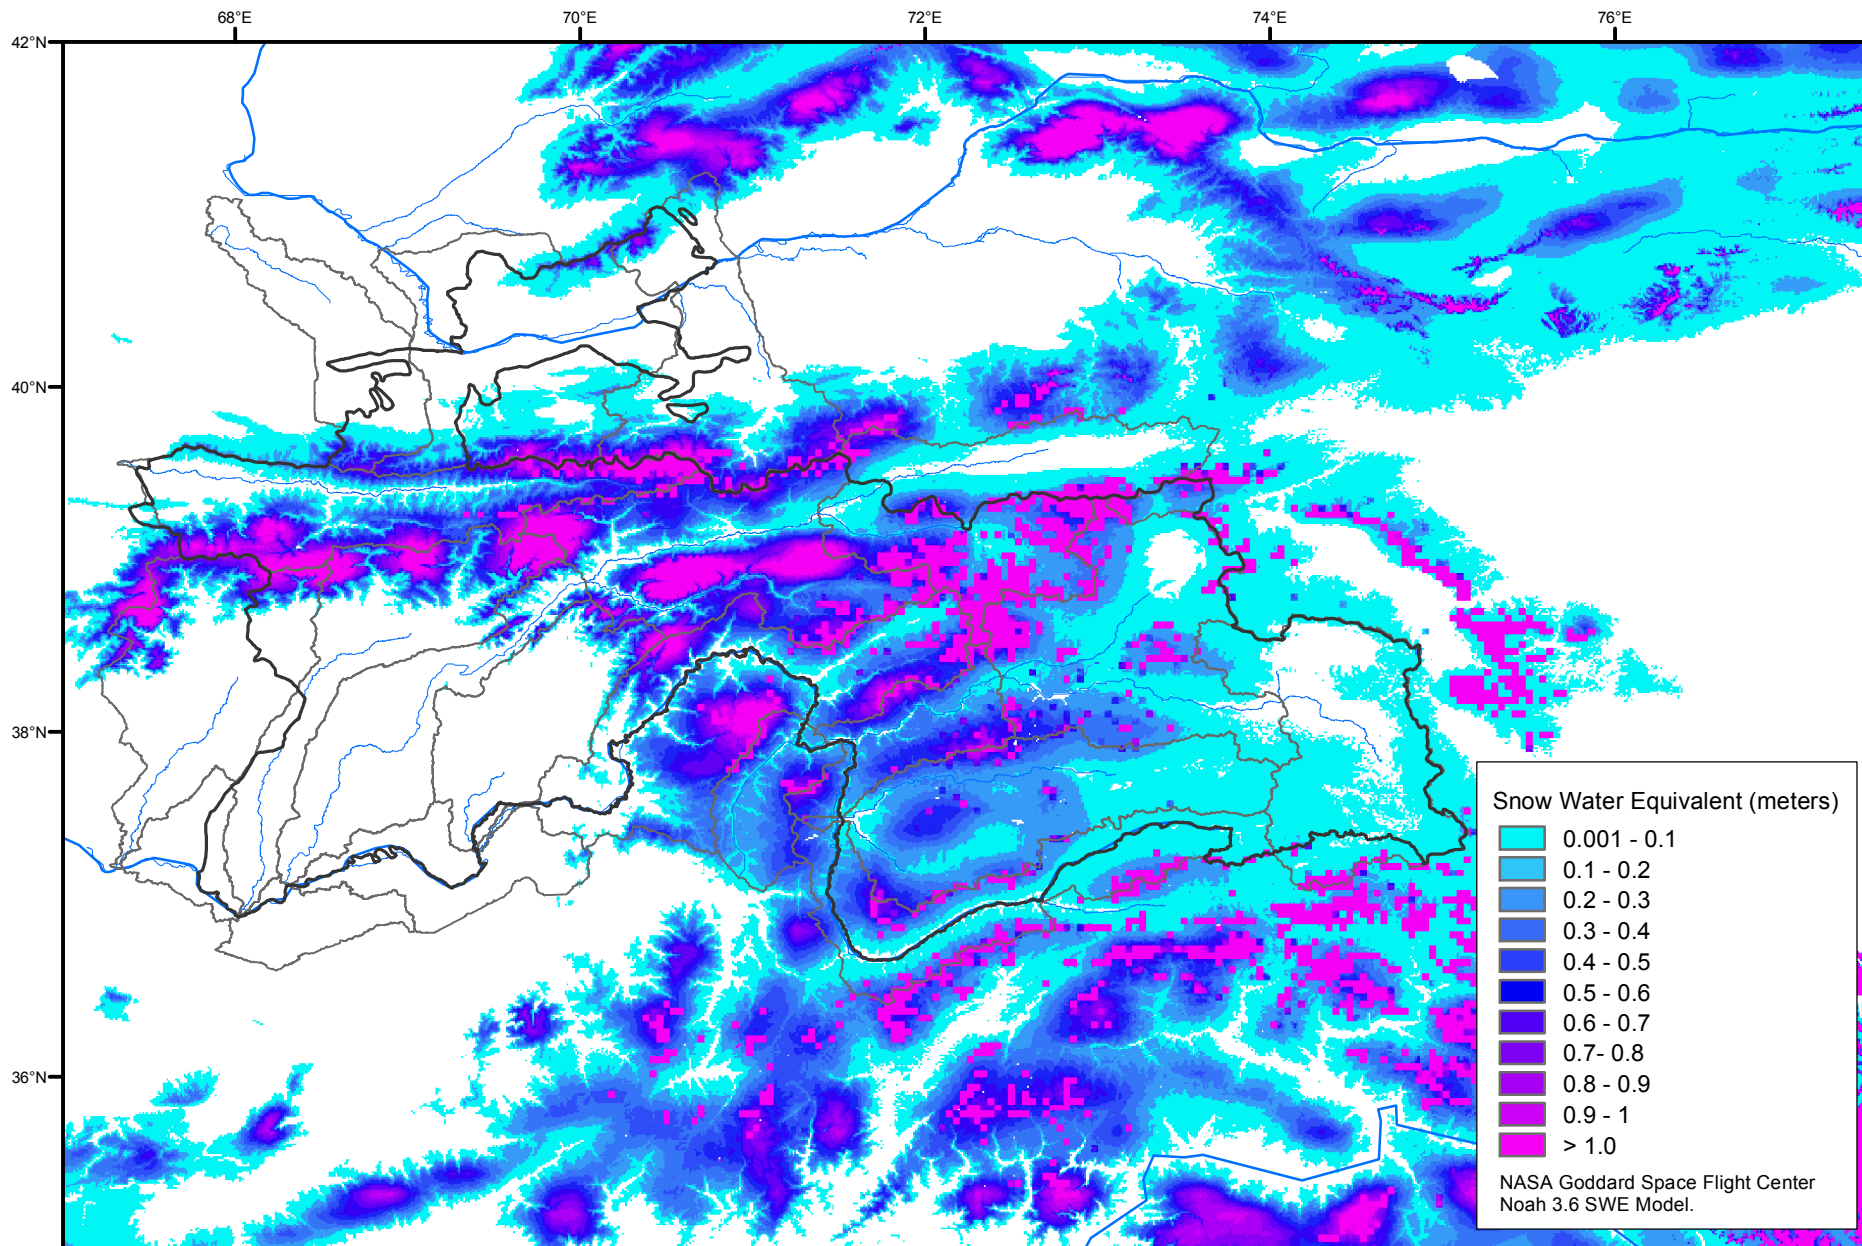 68°E
70°E
72°E
74°E
76°E
42°N
40°N
38°N
36°N
Snow Water Equivalent (meters)
0.001 - 0.1
0.1 - 0.2
0.2 - 0.3
0.3 - 0.4
0.4 - 0.5
0.5 - 0.6
0.6 - 0.7
0.7- 0.8
0.8 - 0.9
0.9 - 1
> 1.0
NASA Goddard Space Flight Center
Noah 3.6 SWE Model.